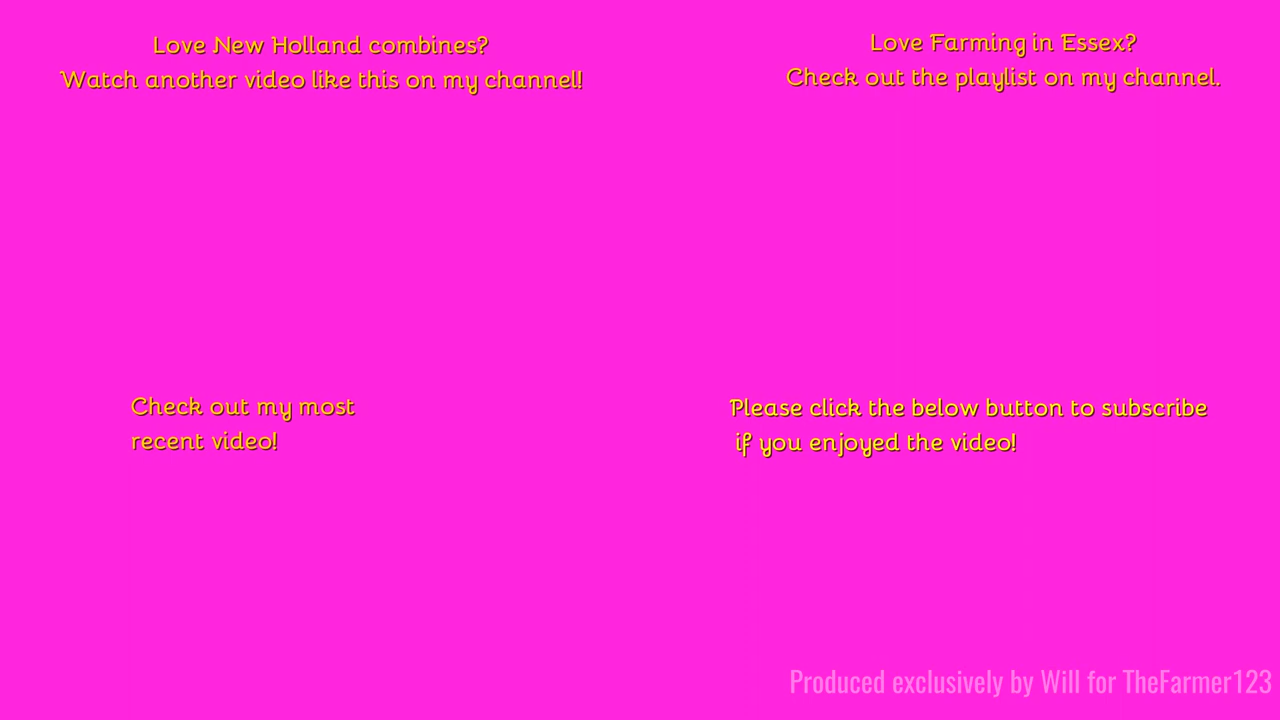 Love New Holland combines?
Watch another video like this on my channel!
Love Farming in Essex?
Check out the playlist on my channel.
Check out my most
recent video!
Please click the below button to subscribe
if you enjoyed the video!
Produced exclusively by Will for TheFarmer123